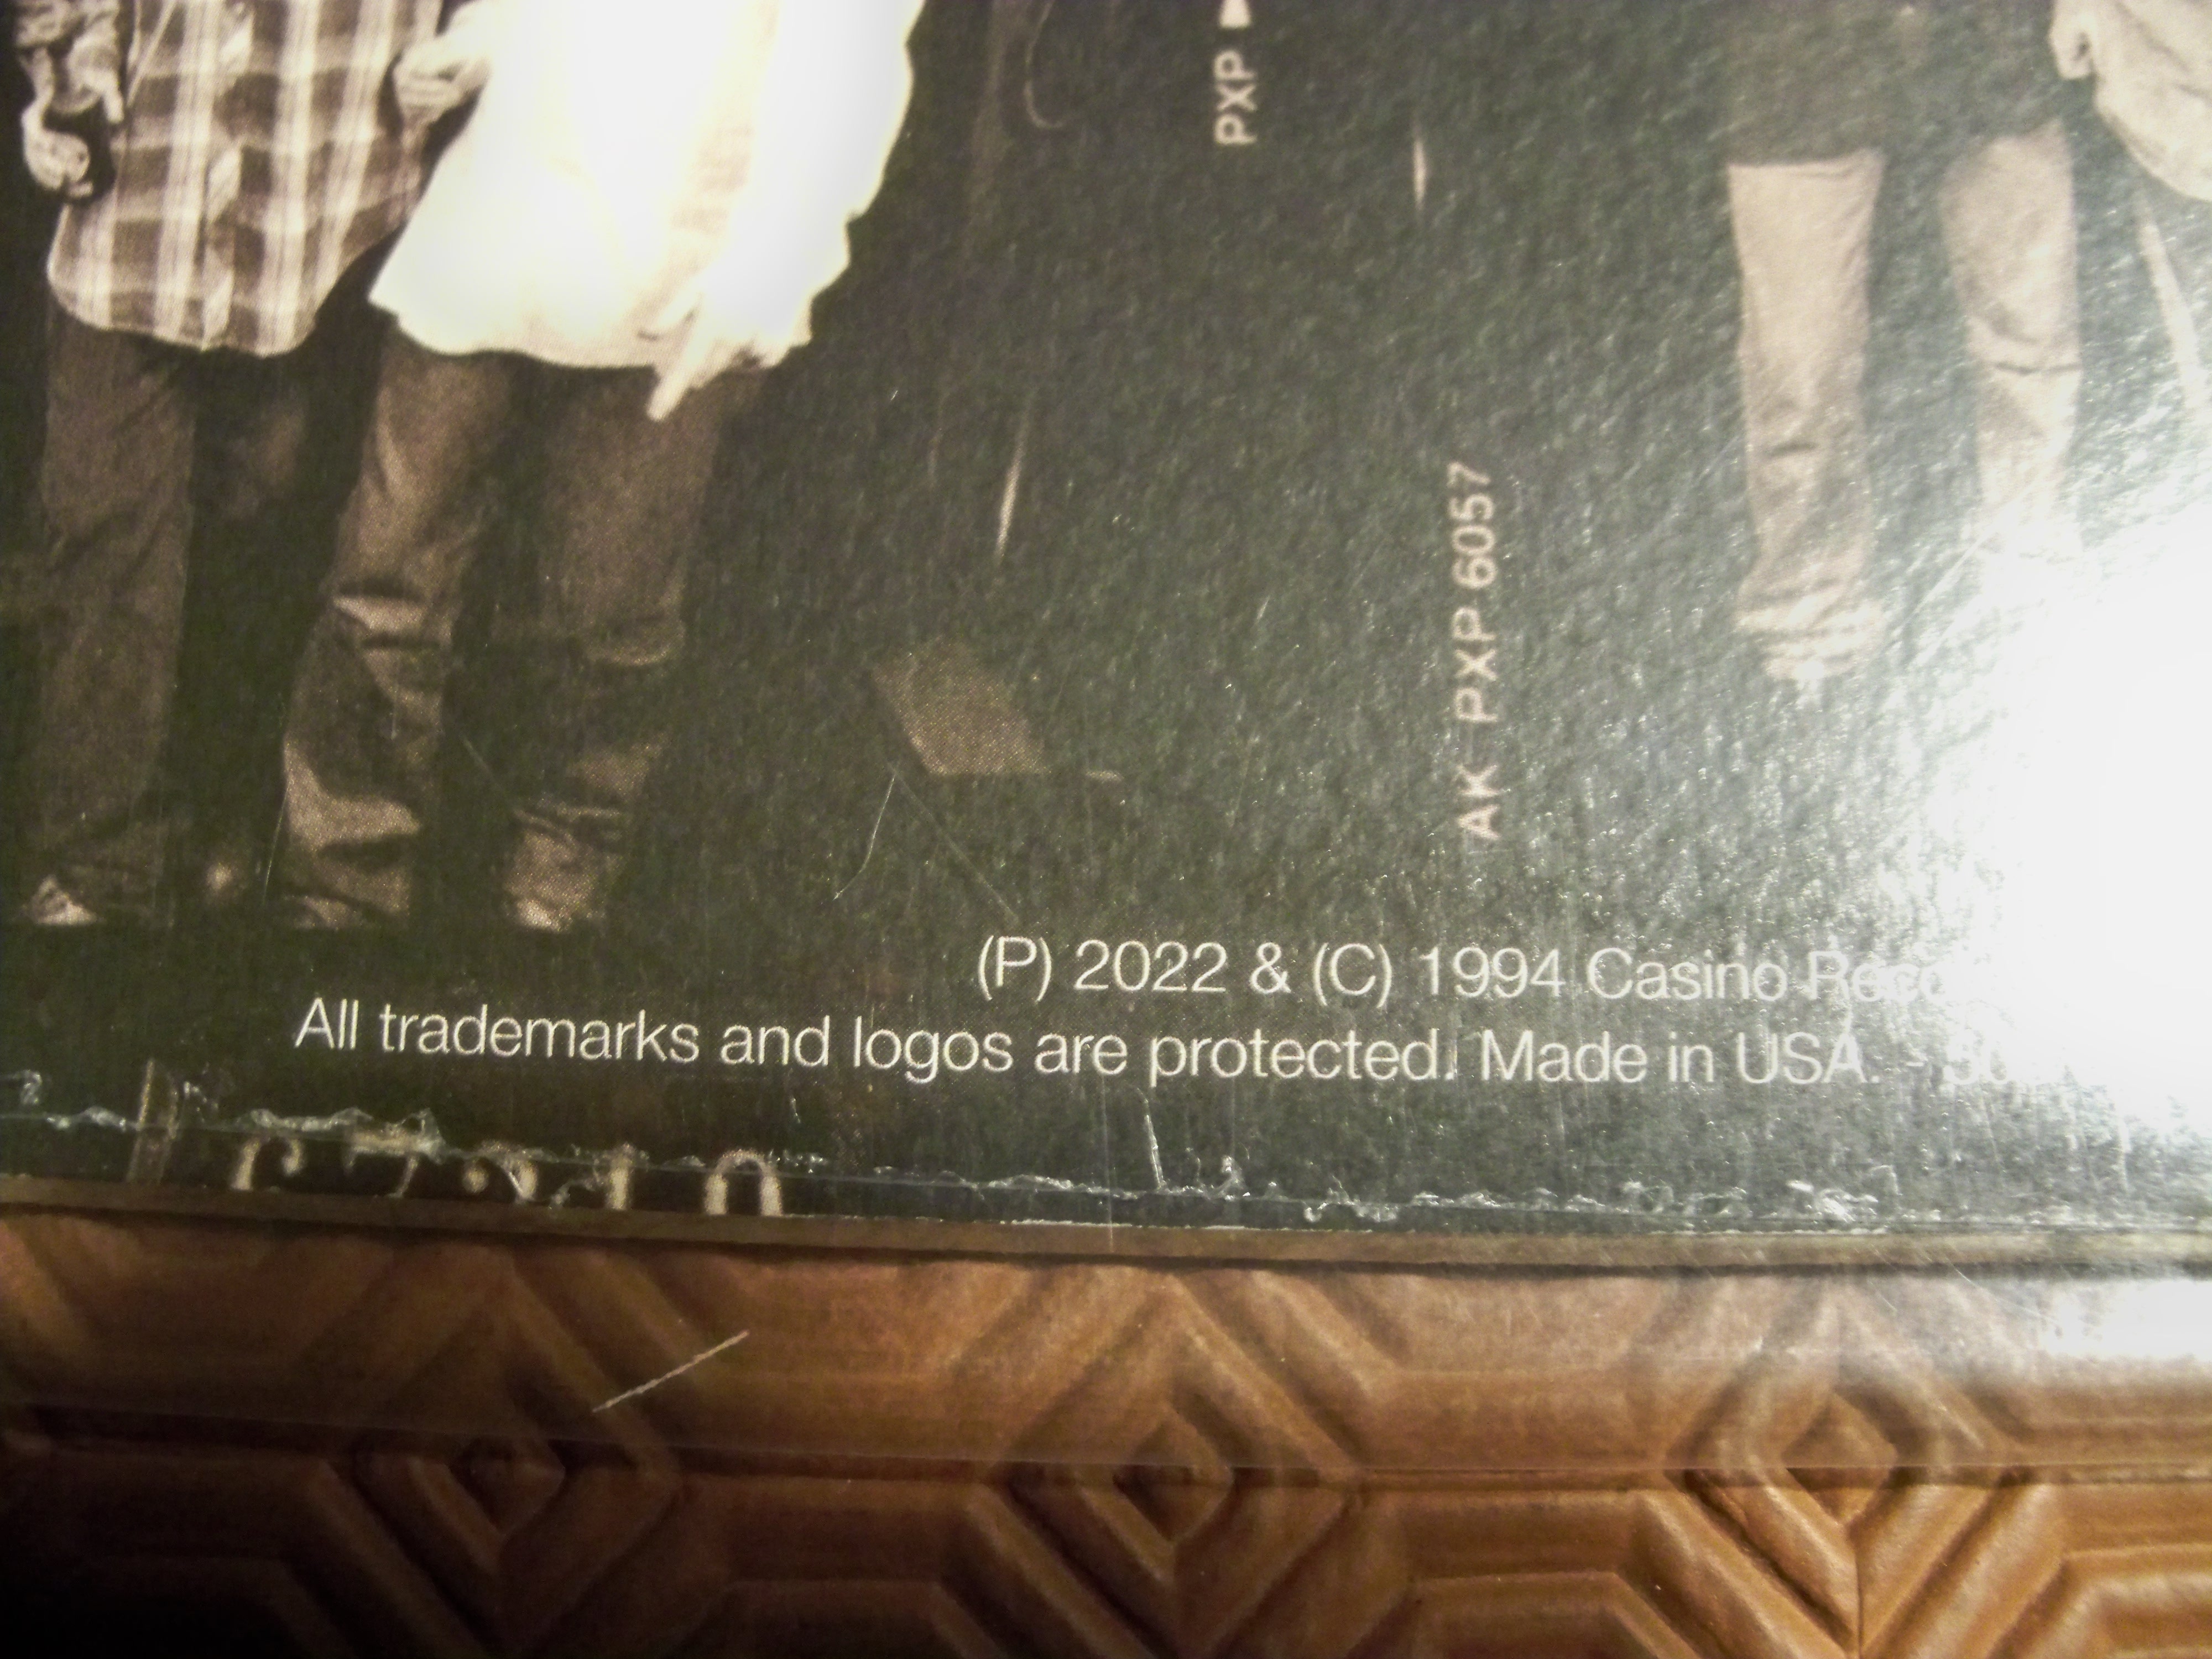 PXP
AK PXP 6057
(P) 2022 & (C) 1994 Casino
All trademarks and logos are protected. Made in USA. -